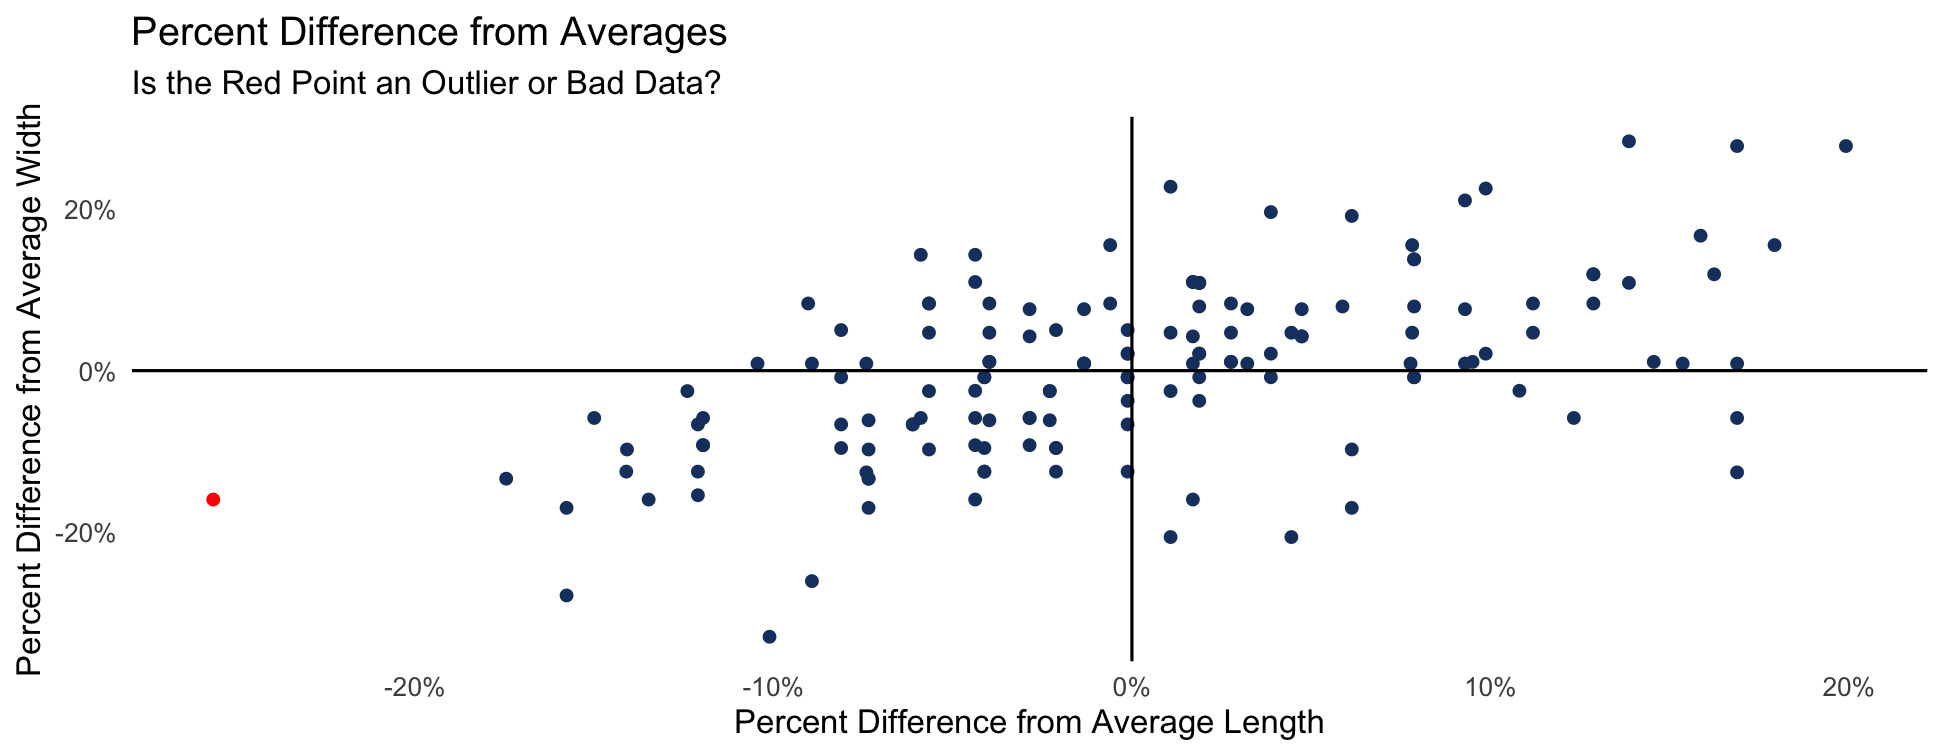 Percent Difference from Averages
Is the Red Point an Outlier or Bad Data?
Percent Difference from Average Width
20%
0%
-20%
-20%
-10%
0%
10%
20%
Percent Difference from Average Length